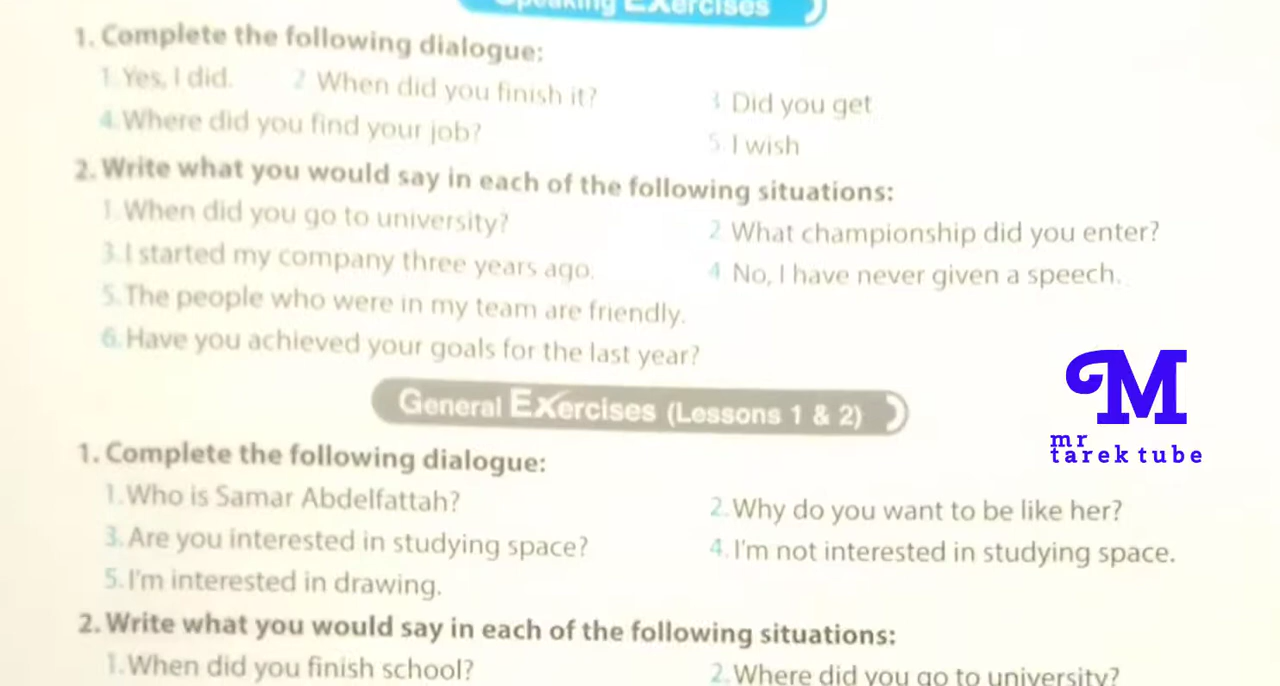 Speaking EXercises
1. Complete the following dialogue:
1. Yes, I did. 2 When did you finish it? 3 Did you get
4. Where did you find your job? 5. I wish
2. Write what you would say in each of the following situations:
1. When did you go to university? 2. What championship did you enter?
3. I started my company three years ago. 4 No, I have never given a speech.
5. The people who were in my team are friendly.
6. Have you achieved your goals for the last year?
General EXercises (Lessons 1 & 2)
M
mr
tarek tube
1. Complete the following dialogue:
1. Who is Samar Abdelfattah? 2. Why do you want to be like her?
3. Are you interested in studying space? 4. I'm not interested in studying space.
5. I'm interested in drawing.
2. Write what you would say in each of the following situations:
1. When did you finish school? 2. Where did you go to university?